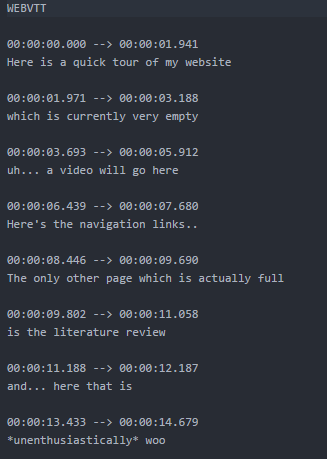 WEBVTT
00:00:00.000 --> 00:00:01.941
Here is a quick tour of my website
00:00:01.971 --> 00:00:03.188
which is currently very empty
00:00:03.693 --> 00:00:05.912
uh... a video will go here
00:00:06.439 --> 00:00:07.680
Here's the navigation links..
00:00:08.446 --> 00:00:09.690
The only other page which is actually full
00:00:09.802 --> 00:00:11.058
is the literature review
00:00:11.188 --> 00:00:12.187
and... here that is
00:00:13.433 --> 00:00:14.679
*unenthusiastically* woo